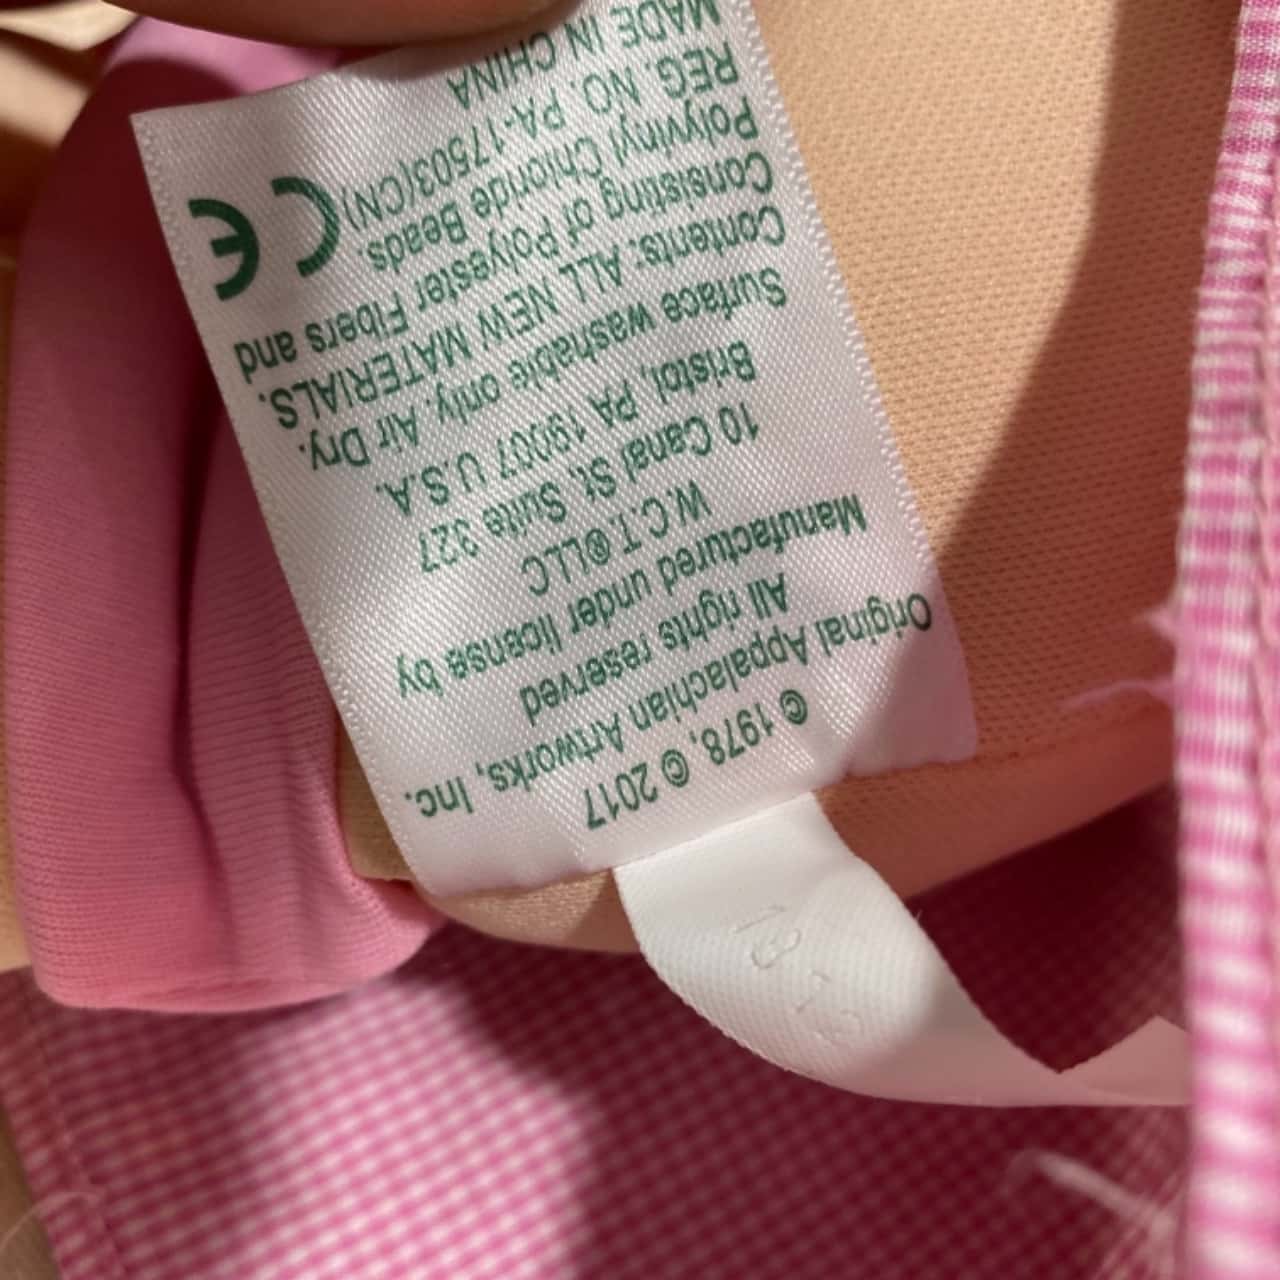 © 1978, © 2017
Original Appalachian Artworks, Inc.
All rights reserved
Manufactured under license by
W.C.T.®LLC
10 Canal St. Suite 327
Bristol, PA 19007 U.S.A.
Surface washable only. Air Dry.
Contents: ALL NEW MATERIALS.
Consisting of Polyester Fibers and
Polyvinyl Chloride Beads.
REG. NO. PA-17503(CN)
MADE IN CHINA
CE